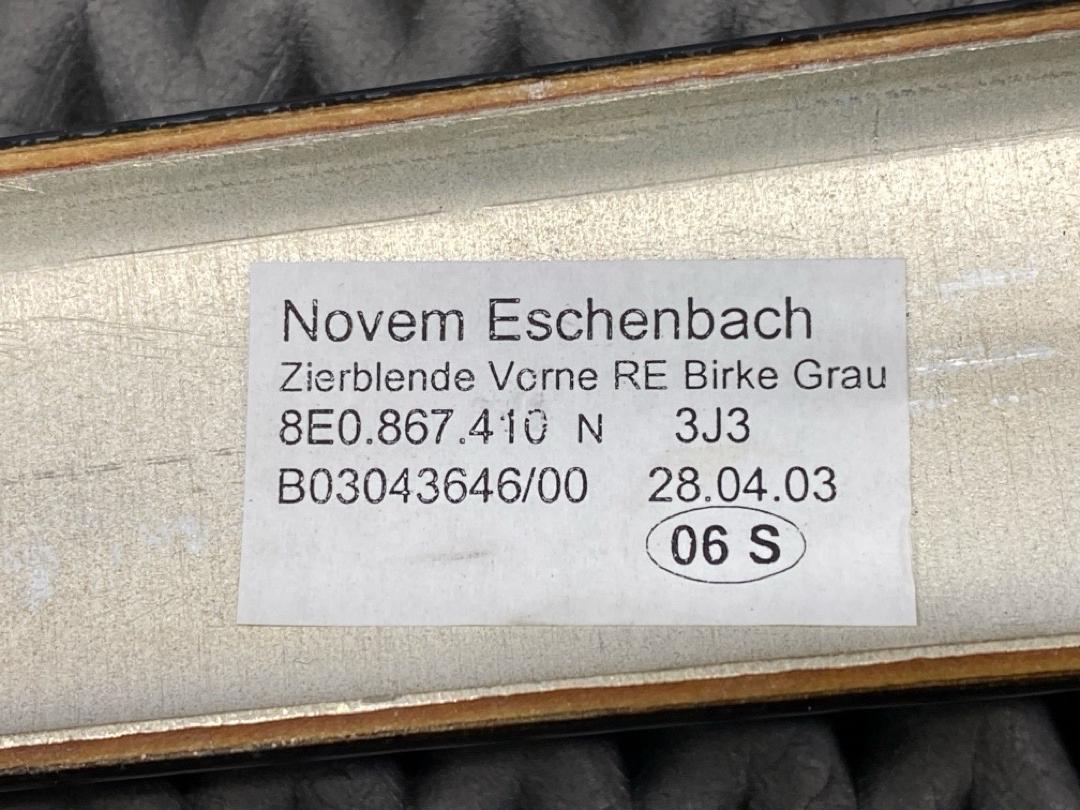 Novem Eschenbach
Zierblende Vorne RE Birke Grau
8E0.867.410 N 3J3
B03043646/00 28.04.03
06 S